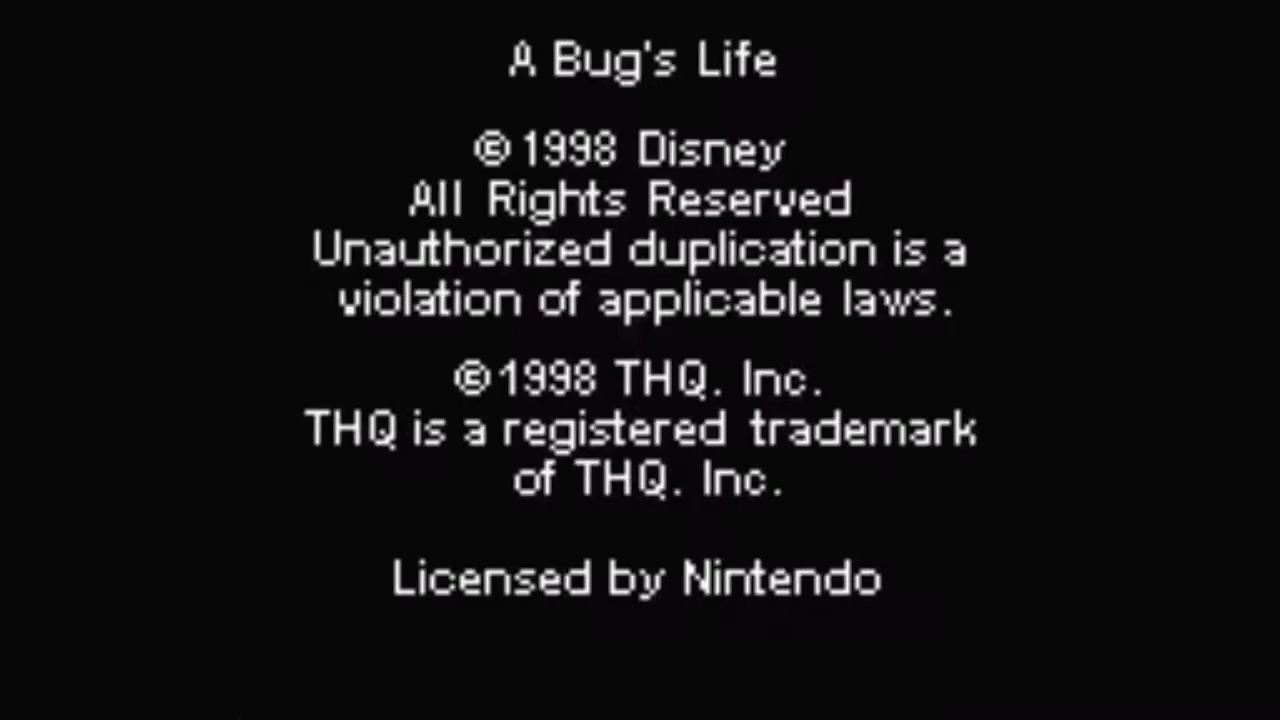 A Bug's Life
©1998 Disney
All Rights Reserved
Unauthorized duplication is a
violation of applicable laws.
©1998 THQ. Inc.
THQ is a registered trademark
of THQ. Inc.
Licensed by Nintendo